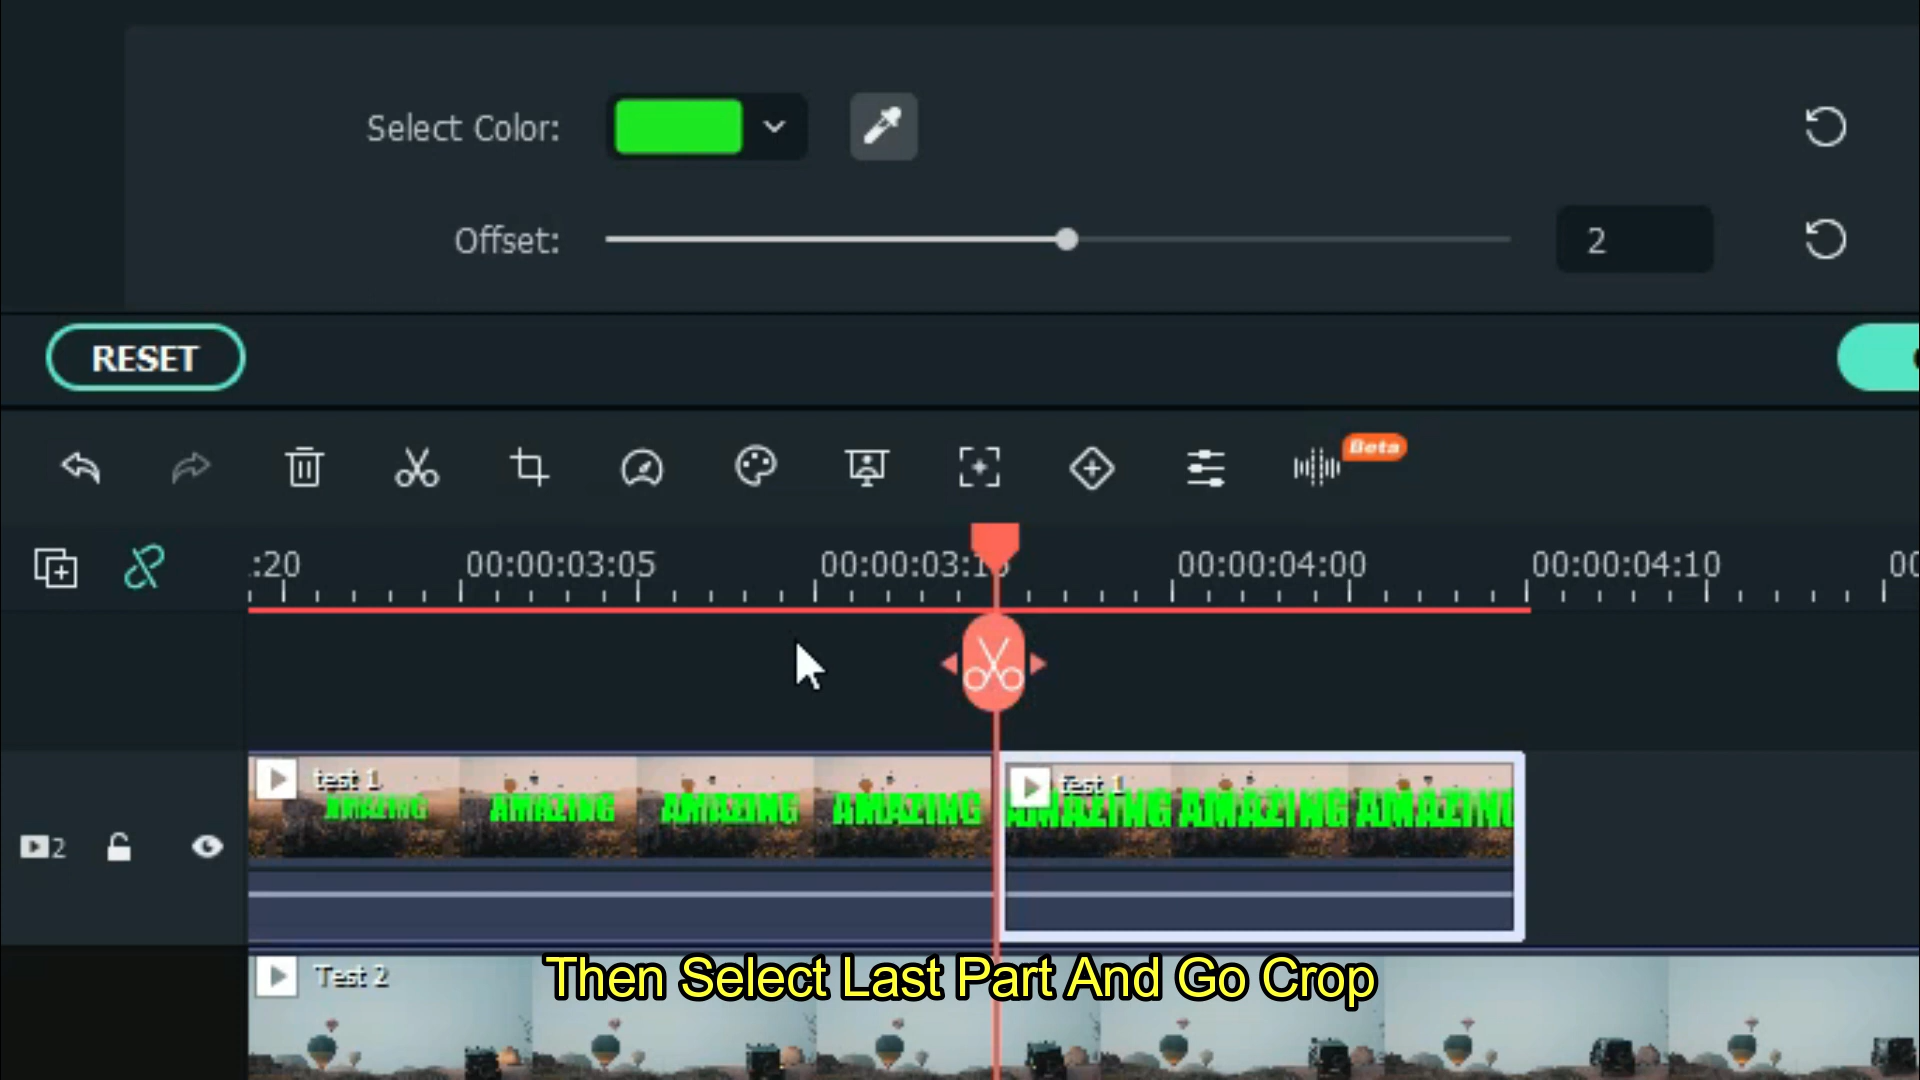 Select Color:
Offset:
2
RESET
Beta
:20
00:00:03:05
00:00:04:00
00:00:04:10
00
test 1
AMAZING
AMAZING
AMAZING
AMAZING
test 1
AMAZING
AMAZING
AMAZING
2
Test 2
Then Select Last Part And Go Crop